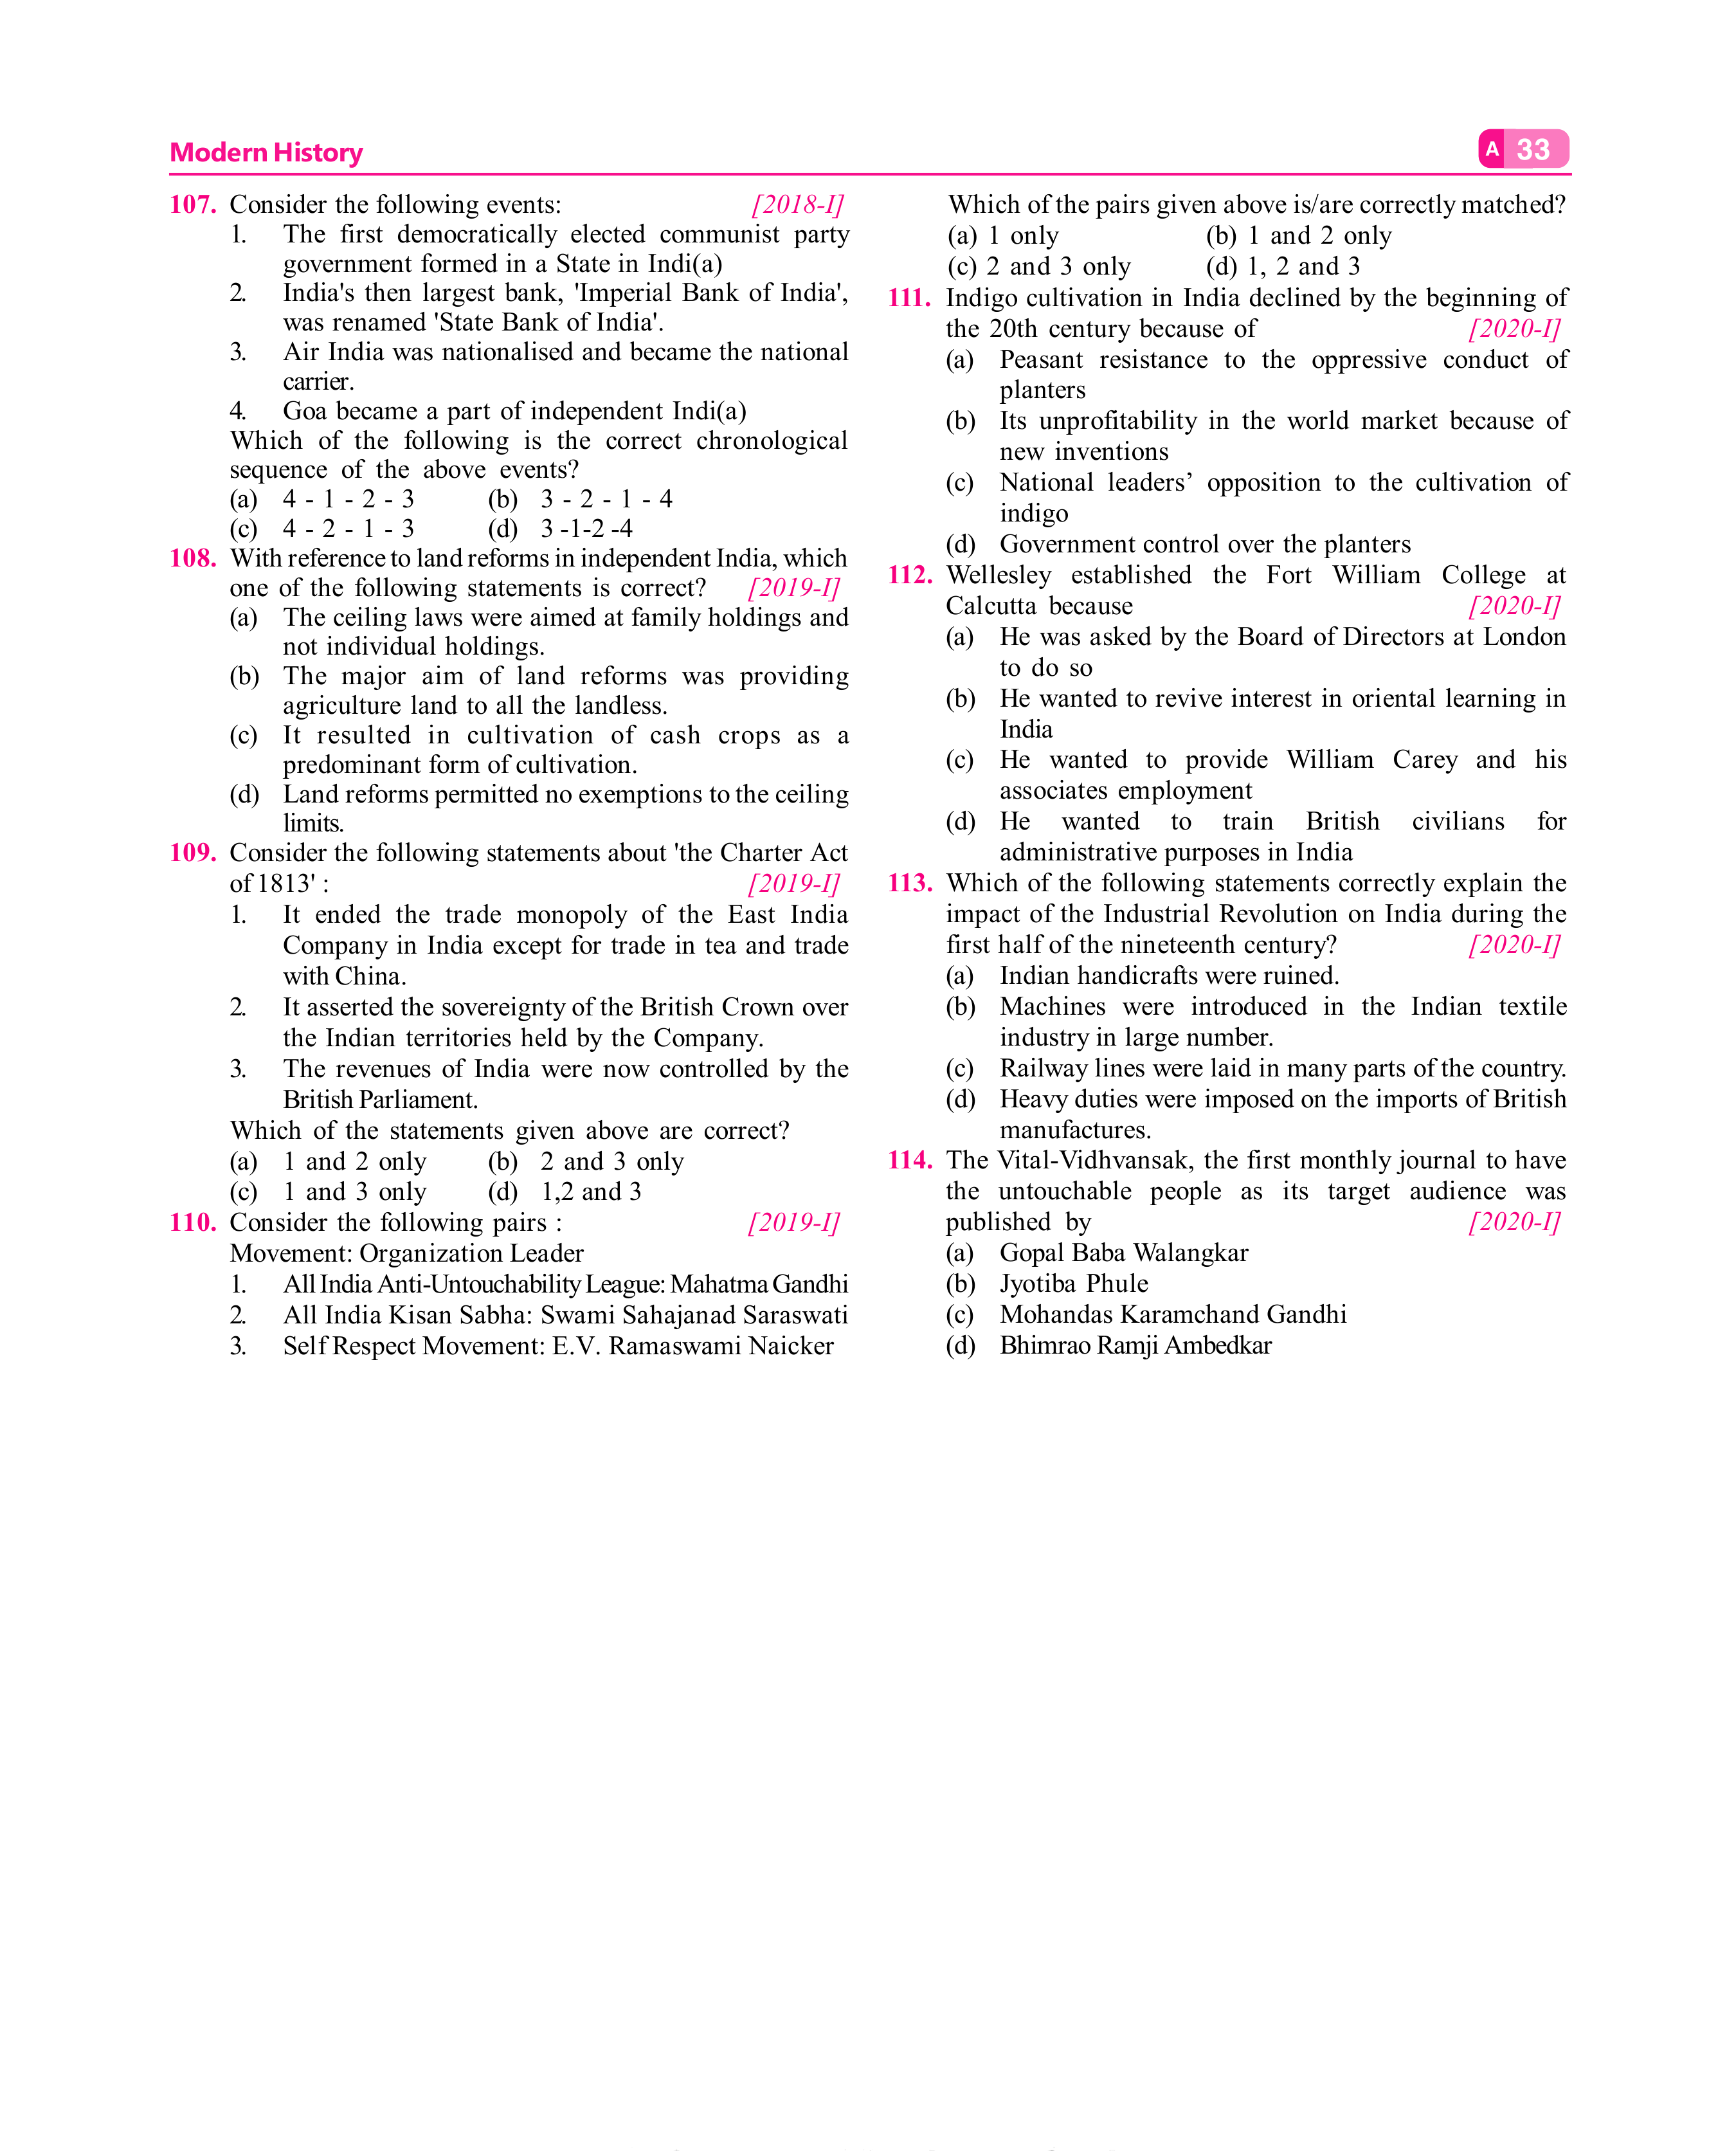 Modern History
A 33
107. Consider the following events: [2018-I]
1. The first democratically elected communist party
government formed in a State in Indi(a)
2. India's then largest bank, 'Imperial Bank of India',
was renamed 'State Bank of India'.
3. Air India was nationalised and became the national
carrier.
4. Goa became a part of independent Indi(a)
Which of the following is the correct chronological
sequence of the above events?
(a) 4 - 1 - 2 - 3 (b) 3 - 2 - 1 - 4
(c) 4 - 2 - 1 - 3 (d) 3 -1-2 -4
108. With reference to land reforms in independent India, which
one of the following statements is correct? [2019-I]
(a) The ceiling laws were aimed at family holdings and
not individual holdings.
(b) The major aim of land reforms was providing
agriculture land to all the landless.
(c) It resulted in cultivation of cash crops as a
predominant form of cultivation.
(d) Land reforms permitted no exemptions to the ceiling
limits.
109. Consider the following statements about 'the Charter Act
of 1813' : [2019-I]
1. It ended the trade monopoly of the East India
Company in India except for trade in tea and trade
with China.
2. It asserted the sovereignty of the British Crown over
the Indian territories held by the Company.
3. The revenues of India were now controlled by the
British Parliament.
Which of the statements given above are correct?
(a) 1 and 2 only (b) 2 and 3 only
(c) 1 and 3 only (d) 1,2 and 3
110. Consider the following pairs : [2019-I]
Movement: Organization Leader
1. All India Anti-Untouchability League: Mahatma Gandhi
2. All India Kisan Sabha: Swami Sahajanad Saraswati
3. Self Respect Movement: E.V. Ramaswami Naicker
Which of the pairs given above is/are correctly matched?
(a) 1 only (b) 1 and 2 only
(c) 2 and 3 only (d) 1, 2 and 3
111. Indigo cultivation in India declined by the beginning of
the 20th century because of [2020-I]
(a) Peasant resistance to the oppressive conduct of
planters
(b) Its unprofitability in the world market because of
new inventions
(c) National leaders’ opposition to the cultivation of
indigo
(d) Government control over the planters
112. Wellesley established the Fort William College at
Calcutta because [2020-I]
(a) He was asked by the Board of Directors at London
to do so
(b) He wanted to revive interest in oriental learning in
India
(c) He wanted to provide William Carey and his
associates employment
(d) He wanted to train British civilians for
administrative purposes in India
113. Which of the following statements correctly explain the
impact of the Industrial Revolution on India during the
first half of the nineteenth century? [2020-I]
(a) Indian handicrafts were ruined.
(b) Machines were introduced in the Indian textile
industry in large number.
(c) Railway lines were laid in many parts of the country.
(d) Heavy duties were imposed on the imports of British
manufactures.
114. The Vital-Vidhvansak, the first monthly journal to have
the untouchable people as its target audience was
published by [2020-I]
(a) Gopal Baba Walangkar
(b) Jyotiba Phule
(c) Mohandas Karamchand Gandhi
(d) Bhimrao Ramji Ambedkar